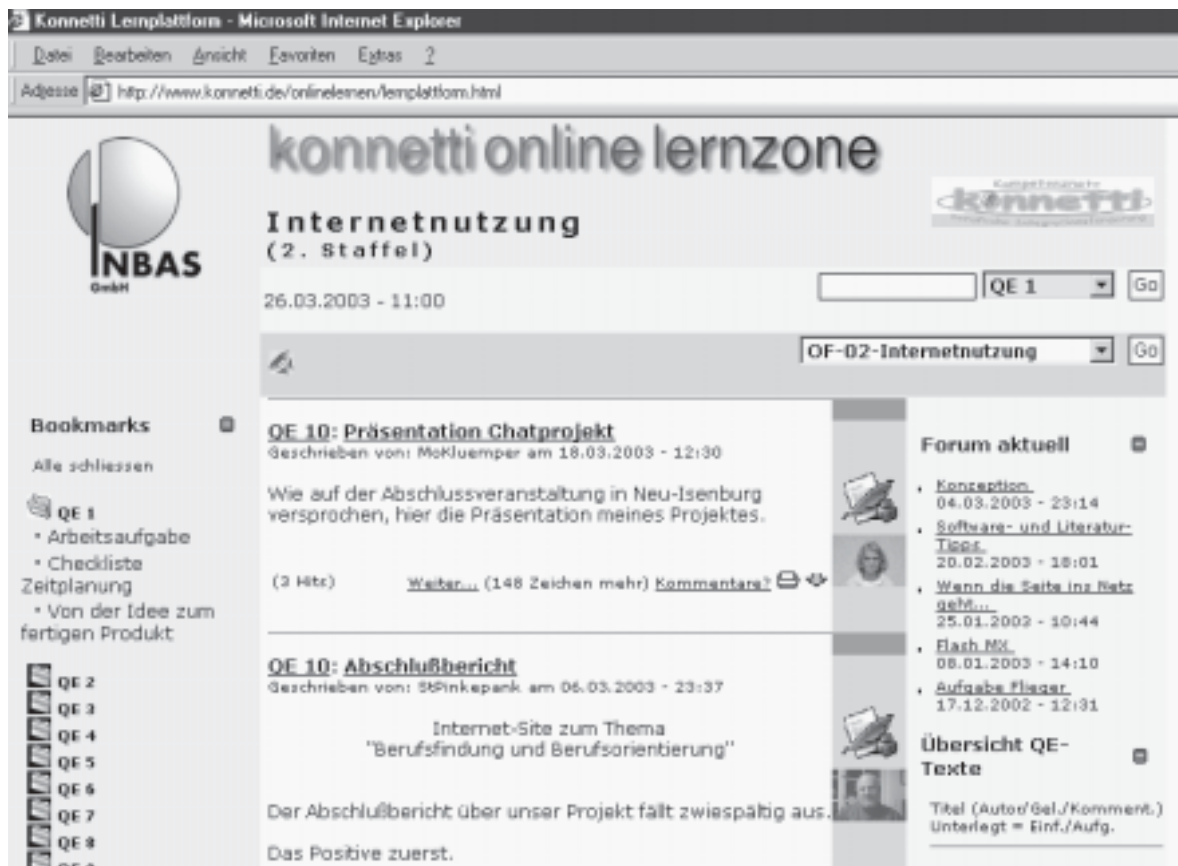 Konnetti Lernplattform - Microsoft Internet Explorer
Datei Bearbeiten Ansicht Favoriten Extras ?
Adresse http://www.konnetti.de/onlinelernen/lernplattform.html
konnetti online lernzone
konnetti
INBAS
GmbH
Internetnutzung
(2. Staffel)
26.03.2003 - 11:00
QE 1 Go
OF-02-Internetnutzung Go
Bookmarks
Alle schliessen
QE 1
• Arbeitsaufgabe
• Checkliste
Zeitplanung
• Von der Idee zum
fertigen Produkt
QE 2
QE 3
QE 4
QE 5
QE 6
QE 7
QE 8
QE 10: Präsentation Chatprojekt
Geschrieben von: MoKluemper am 18.03.2003 - 12:30
Wie auf der Abschlussveranstaltung in Neu-Isenburg
versprochen, hier die Präsentation meines Projektes.
(3 Hits) Weiter... (148 Zeichen mehr) Kommentare?
QE 10: Abschlußbericht
Geschrieben von: StPinkepank am 06.03.2003 - 23:37
Internet-Site zum Thema
"Berufsfindung und Berufsorientierung"
Der Abschlußbericht über unser Projekt fällt zwiespältig aus.
Das Positive zuerst.
Forum aktuell
Konzeption
04.03.2003 - 23:14
Software- und Literatur-
Tipps
20.02.2003 - 18:01
Wenn die Seite ins Netz
geht...
25.01.2003 - 10:44
Flash MX
08.01.2003 - 14:10
Aufgabe Flieger
17.12.2002 - 12:31
Übersicht QE-
Texte
Titel (Autor/Gel./Komment.)
Unterlegt = Einf./Aufg.